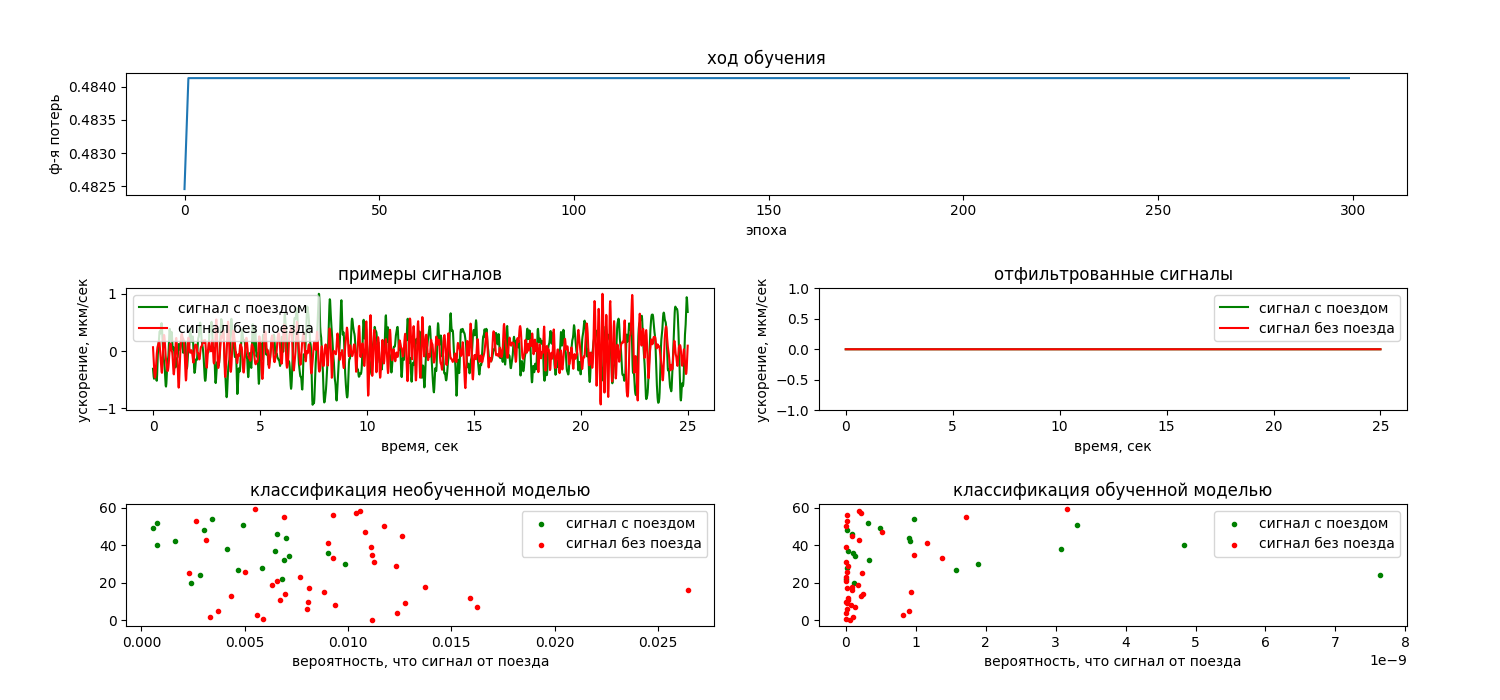 ход обучения
ф-я потерь
0.4840
0.4835
0.4830
0.4825
0 50 100 150 200 250 300
эпоха
примеры сигналов
ускорение, мкм/сек
1
0
−1
сигнал с поездом
сигнал без поезда
0 5 10 15 20 25
время, сек
отфильтрованные сигналы
ускорение, мкм/сек
1.0
0.5
0.0
−0.5
−1.0
сигнал с поездом
сигнал без поезда
0 5 10 15 20 25
время, сек
классификация необученной моделью
60
40
20
0
сигнал с поездом
сигнал без поезда
0.000 0.005 0.010 0.015 0.020 0.025
вероятность, что сигнал от поезда
классификация обученной моделью
60
40
20
0
сигнал с поездом
сигнал без поезда
0 1 2 3 4 5 6 7 8
1e−9
вероятность, что сигнал от поезда